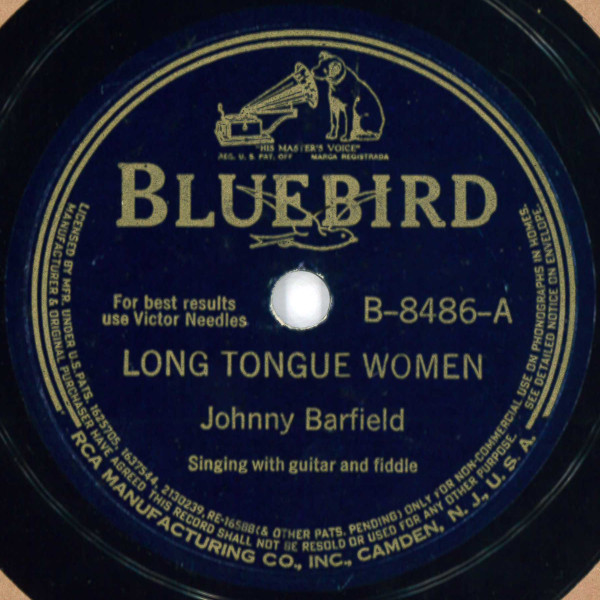 "HIS MASTER'S VOICE"
REG. U.S. PAT. OFF. MARCA REGISTRADA
BLUEBIRD
For best results
use Victor Needles
B-8486-A
LONG TONGUE WOMEN
Johnny Barfield
Singing with guitar and fiddle
LICENSED BY MFR. UNDER U.S. PATS. 1625705, 1637544, 2130239, RE-16588 (& OTHER PATS. PENDING) ONLY FOR NON-COMMERCIAL USE ON PHONOGRAPHS IN HOMES.
MANUFACTURER & ORIGINAL PURCHASER HAVE AGREED THIS RECORD SHALL NOT BE RESOLD OR USED FOR ANY OTHER PURPOSE. SEE DETAILED NOTICE ON ENVELOPE.
RCA MANUFACTURING CO., INC., CAMDEN, N. J., U. S. A.